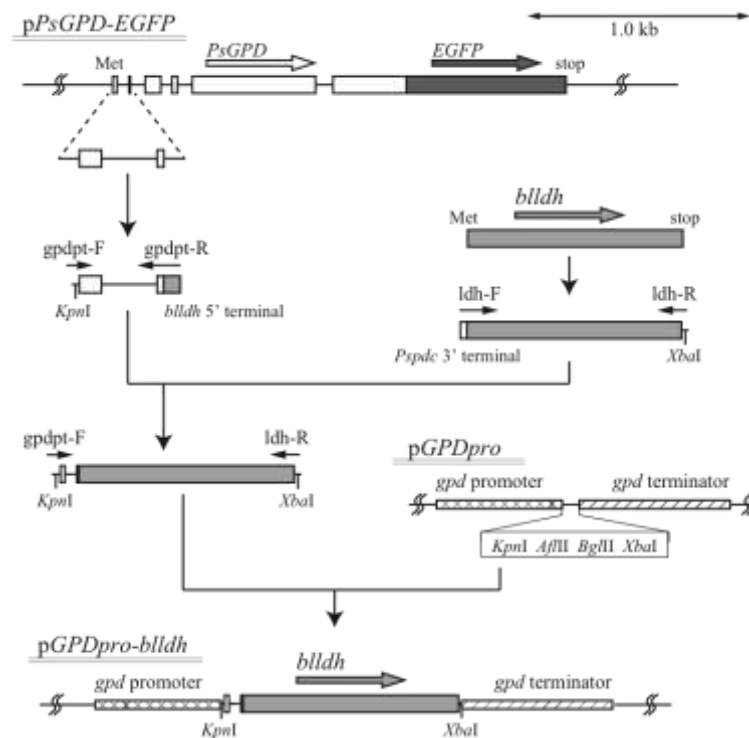 pPsGPD-EGFP
1.0 kb
PsGPD
EGFP
Met
stop
blldh
Met
stop
gpdpt-F
gpdpt-R
KpnI
blldh 5' terminal
ldh-F
ldh-R
Pspdc 3' terminal
XbaI
gpdpt-F
ldh-R
KpnI
XbaI
pGPDpro
gpd promoter
gpd terminator
KpnI AflII BglII XbaI
pGPDpro-blldh
blldh
gpd promoter
gpd terminator
KpnI
XbaI